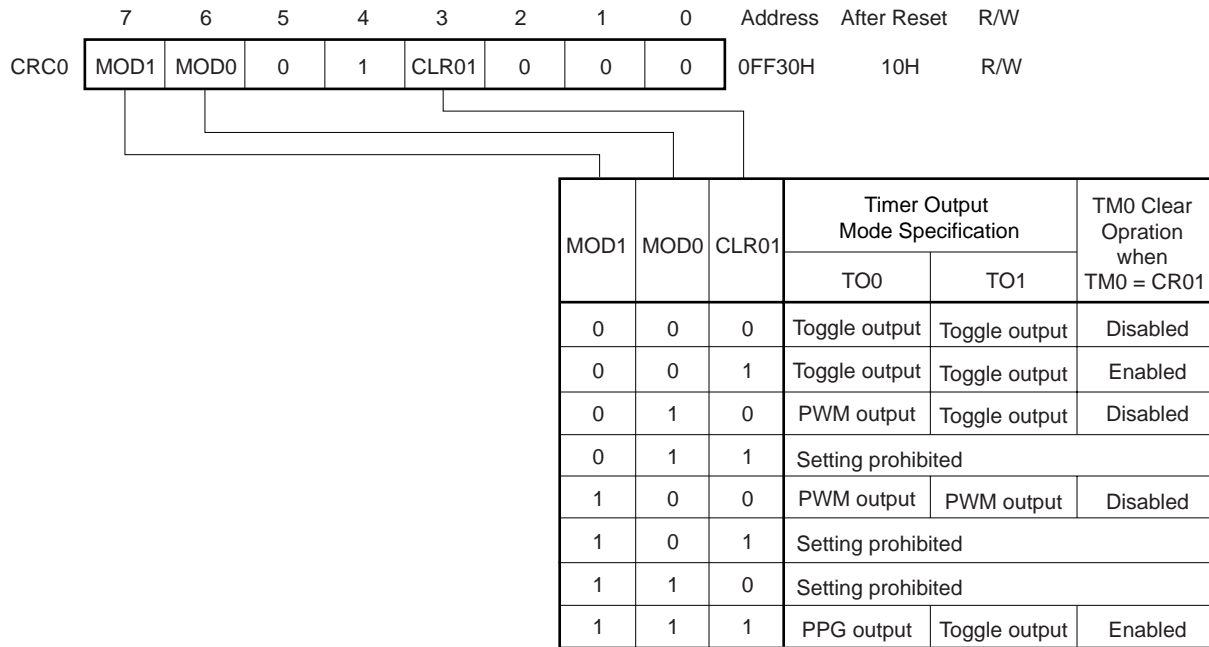 7 6 5 4 3 2 1 0 Address After Reset R/W
CRC0 MOD1 MOD0 0 1 CLR01 0 0 0 0FF30H 10H R/W
MOD1 MOD0 CLR01 Timer Output Mode Specification TM0 Clear Opration when TM0 = CR01
TO0 TO1
0 0 0 Toggle output Toggle output Disabled
0 0 1 Toggle output Toggle output Enabled
0 1 0 PWM output Toggle output Disabled
0 1 1 Setting prohibited
1 0 0 PWM output PWM output Disabled
1 0 1 Setting prohibited
1 1 0 Setting prohibited
1 1 1 PPG output Toggle output Enabled